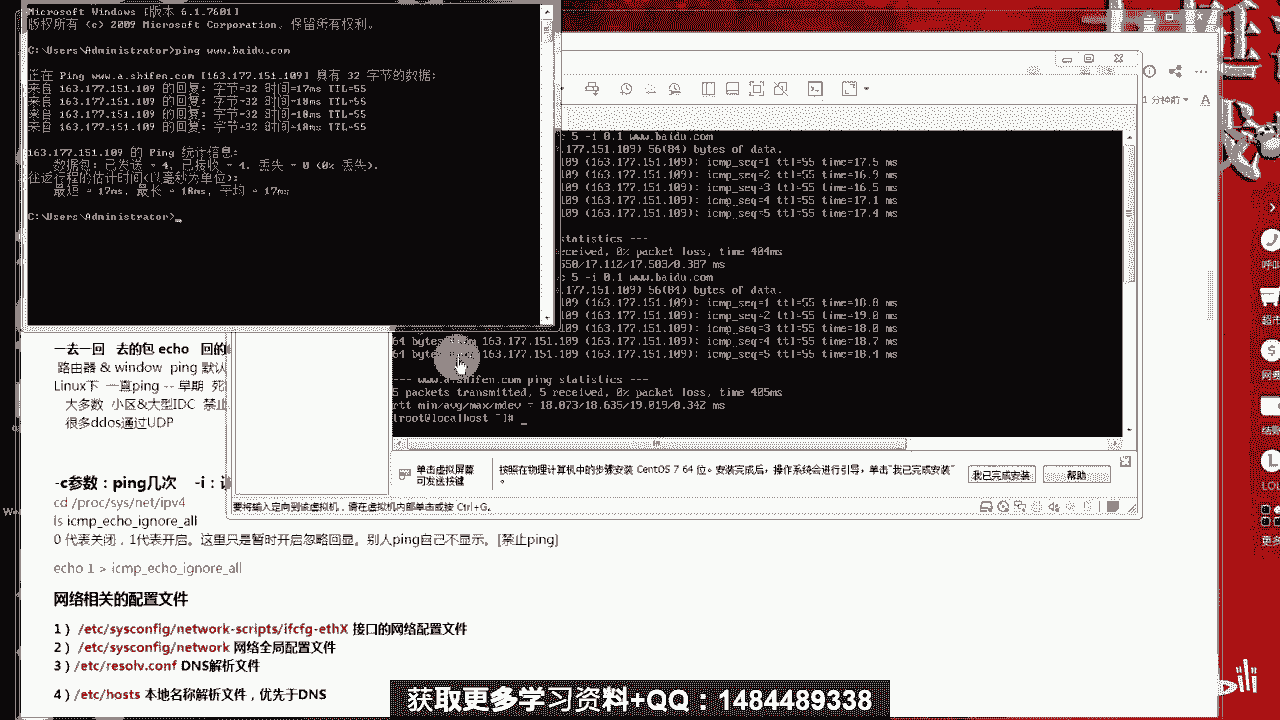 Microsoft Windows [版本 6.1.7601]
版权所有 (c) 2009 Microsoft Corporation。保留所有权利。
C:\Users\Administrator>ping www.baidu.com
正在 Ping www.a.shifen.com [163.177.151.109] 具有 32 字节的数据:
来自 163.177.151.109 的回复: 字节=32 时间=17ms TTL=55
来自 163.177.151.109 的回复: 字节=32 时间=18ms TTL=55
来自 163.177.151.109 的回复: 字节=32 时间=18ms TTL=55
来自 163.177.151.109 的回复: 字节=32 时间=18ms TTL=55
163.177.151.109 的 Ping 统计信息:
数据包: 已发送 = 4，已接收 = 4，丢失 = 0 (0% 丢失)，
往返行程的估计时间(以毫秒为单位):
最短 = 17ms，最长 = 18ms，平均 = 17ms
C:\Users\Administrator>_
1 分钟前
c 5 -i 0.1 www.baidu.com
.177.151.109) 56(84) bytes of data.
109 (163.177.151.109): icmp_seq=1 ttl=55 time=17.5 ms
109 (163.177.151.109): icmp_seq=2 ttl=55 time=16.9 ms
109 (163.177.151.109): icmp_seq=3 ttl=55 time=16.5 ms
109 (163.177.151.109): icmp_seq=4 ttl=55 time=17.1 ms
109 (163.177.151.109): icmp_seq=5 ttl=55 time=17.4 ms
statistics ---
received, 0% packet loss, time 404ms
550/17.112/17.503/0.387 ms
c 5 -i 0.1 www.baidu.com
.177.151.109) 56(84) bytes of data.
109 (163.177.151.109): icmp_seq=1 ttl=55 time=18.8 ms
109 (163.177.151.109): icmp_seq=2 ttl=55 time=19.0 ms
109 (163.177.151.109): icmp_seq=3 ttl=55 time=18.0 ms
64 bytes from 163.177.151.109 (163.177.151.109): icmp_seq=4 ttl=55 time=18.7 ms
64 bytes 163.177.151.109 (163.177.151.109): icmp_seq=5 ttl=55 time=18.4 ms
--- www.a.shifen.com ping statistics ---
5 packets transmitted, 5 received, 0% packet loss, time 405ms
rtt min/avg/max/mdev = 18.073/18.635/19.019/0.342 ms
[root@localhost ~]# _
单击虚拟屏幕
可发送按键
按照在物理计算机中的步骤安装 CentOS 7 64 位。安装完成后，操作系统会进行引导，单击“我已完成安装”
。
我已完成安装
帮助
要将输入定向到该虚拟机，请在虚拟机内部单击或按 Ctrl+G。
一去一回 去的包 echo 回的
路由器 & window ping 默认
Linux下 一直ping -- 早期 死
大多数 小区&大型IDC 禁止
很多ddos通过UDP
-c参数：ping几次 -i：
cd /proc/sys/net/ipv4
ls icmp_echo_ignore_all
0 代表关闭，1代表开启。这里只是暂时开启忽略回显。别人ping自己不显示。[禁止ping]
echo 1 > icmp_echo_ignore_all
网络相关的配置文件
1） /etc/sysconfig/network-scripts/ifcfg-ethX 接口的网络配置文件
2） /etc/sysconfig/network 网络全局配置文件
3）/etc/resolv.conf DNS解析文件
4）/etc/hosts 本地名称解析文件，优先于DNS
获取更多学习资料+QQ：1484489338